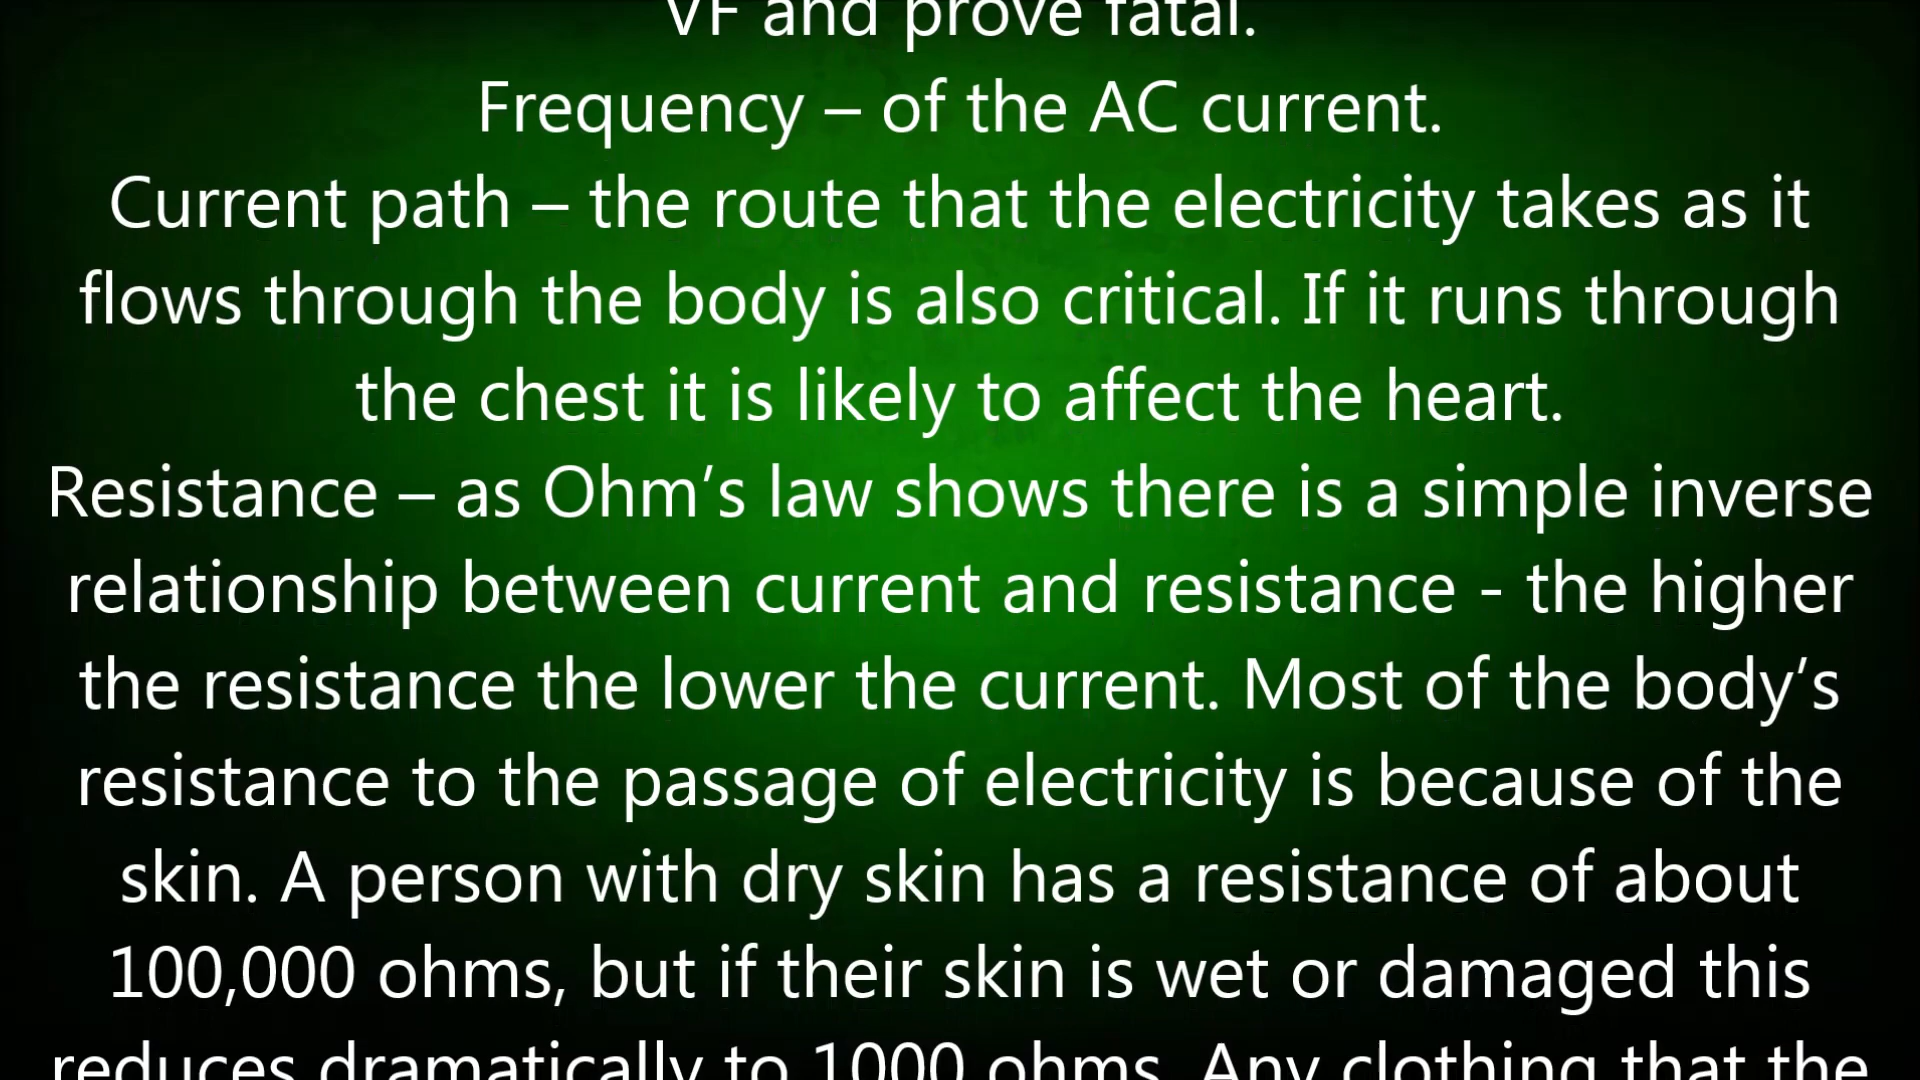 VF and prove fatal.
Frequency – of the AC current.
Current path – the route that the electricity takes as it
flows through the body is also critical. If it runs through
the chest it is likely to affect the heart.
Resistance – as Ohm’s law shows there is a simple inverse
relationship between current and resistance - the higher
the resistance the lower the current. Most of the body’s
resistance to the passage of electricity is because of the
skin. A person with dry skin has a resistance of about
100,000 ohms, but if their skin is wet or damaged this
reduces dramatically to 1000 ohms. Any clothing that the